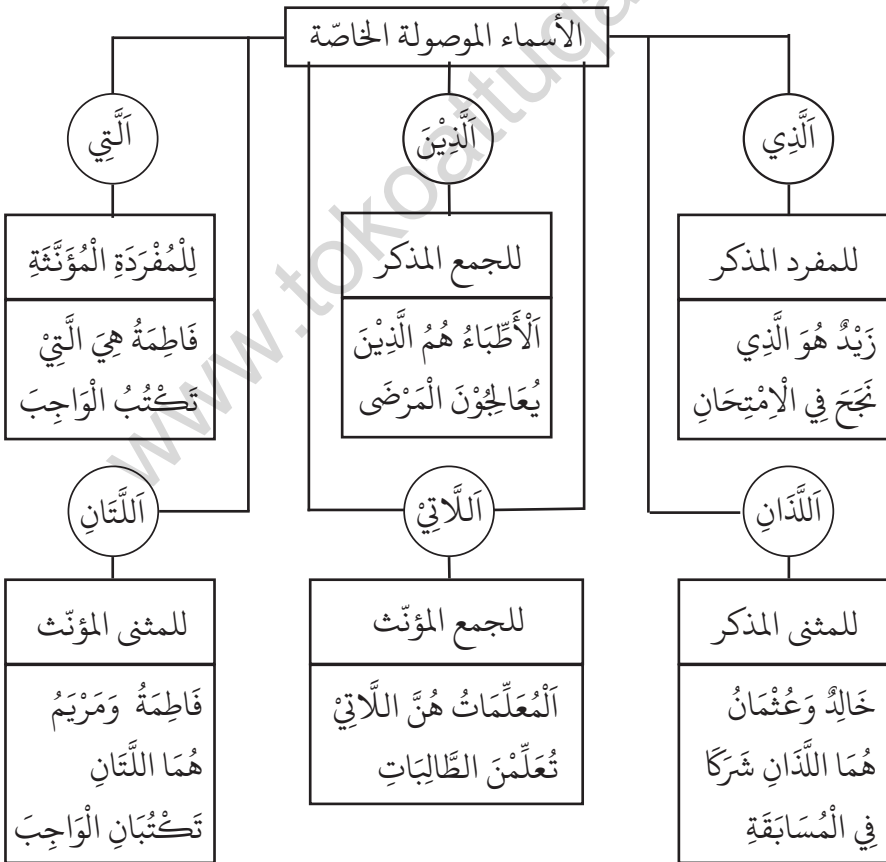 الأسماء الموصولة الخاصّة
اَلَّذِي
اَلَّذِيْنَ
اَلَّتِي
للمفرد المذكر
زَيْدٌ هُوَ الَّذِي
نَجَحَ فِي الْاِمْتِحَانِ
للجمع المذكر
اَلْأَطِّبَاءُ هُمُ الَّذِيْنَ
يُعَالِجُوْنَ الْمَرْضَى
لِلْمُفْرَدَةِ الْمُؤَنَّثَةِ
فَاطِمَةُ هِيَ الَّتِيْ
تَكْتُبُ الْوَاجِبَ
اَللَّذَانِ
اَللَّاتِيْ
اَللَّتَانِ
للمثنى المذكر
خَالِدٌ وَعُثْمَانُ
هُمَا اللَّذَانِ شَرَكَا
فِي الْمُسَابَقَةِ
للجمع المؤنّث
اَلْمُعَلِّمَاتُ هُنَّ اللَّاتِيْ
تُعَلِّمْنَ الطَّالِبَاتِ
للمثنى المؤنّث
فَاطِمَةُ وَمَرْيَمُ
هُمَا اللَّتَانِ
تَكْتُبَانِ الْوَاجِبَ